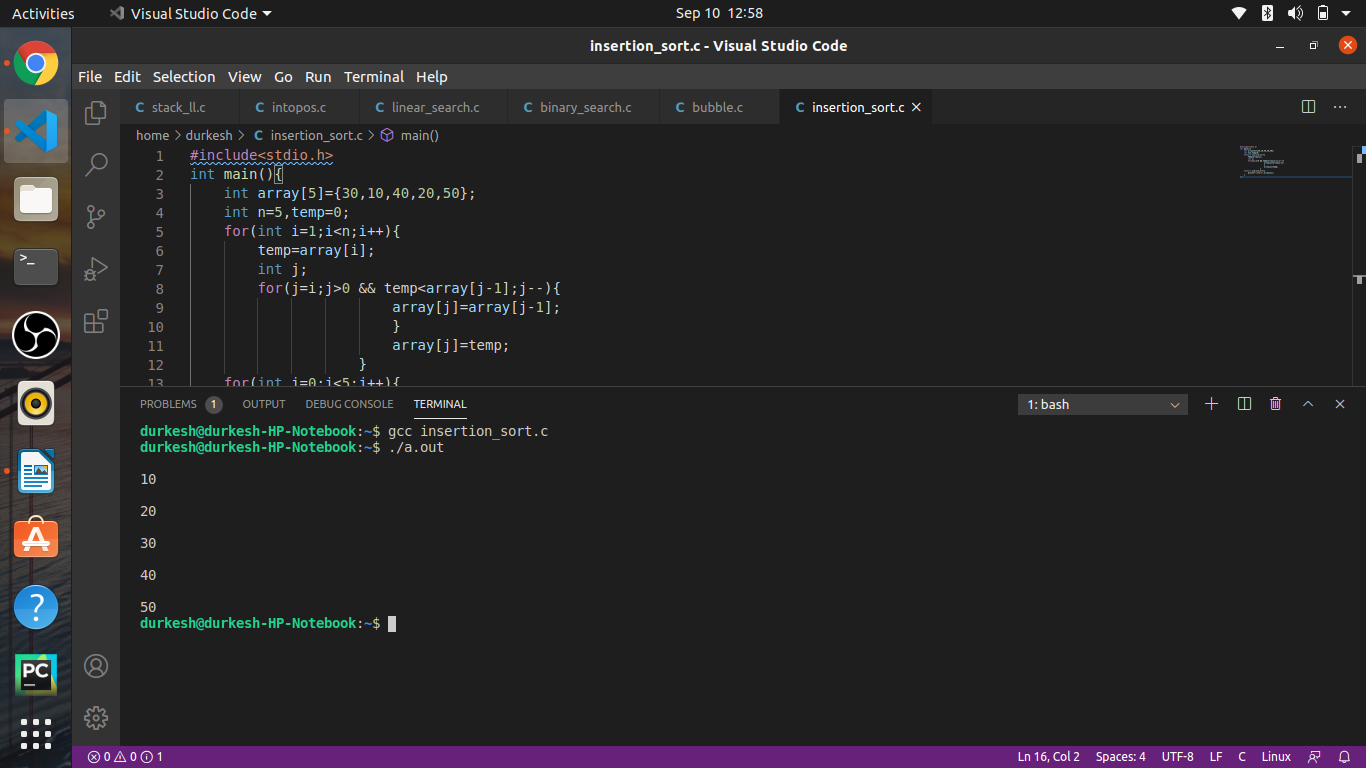 Activities Visual Studio Code Sep 10 12:58
insertion_sort.c - Visual Studio Code
File Edit Selection View Go Run Terminal Help
C stack_ll.c C intopos.c C linear_search.c C binary_search.c C bubble.c C insertion_sort.c
home > durkesh > C insertion_sort.c > main()
1 #include<stdio.h>
2 int main(){
3 int array[5]={30,10,40,20,50};
4 int n=5,temp=0;
5 for(int i=1;i<n;i++){
6 temp=array[i];
7 int j;
8 for(j=i;j>0 && temp<array[j-1];j--){
9 array[j]=array[j-1];
10 }
11 array[j]=temp;
12 }
13 for(int i=0;i<5;i++){
PROBLEMS 1 OUTPUT DEBUG CONSOLE TERMINAL 1: bash
durkesh@durkesh-HP-Notebook:~$ gcc insertion_sort.c
durkesh@durkesh-HP-Notebook:~$ ./a.out
10
20
30
40
50
durkesh@durkesh-HP-Notebook:~$
PC
0 0 1 Ln 16, Col 2 Spaces: 4 UTF-8 LF C Linux